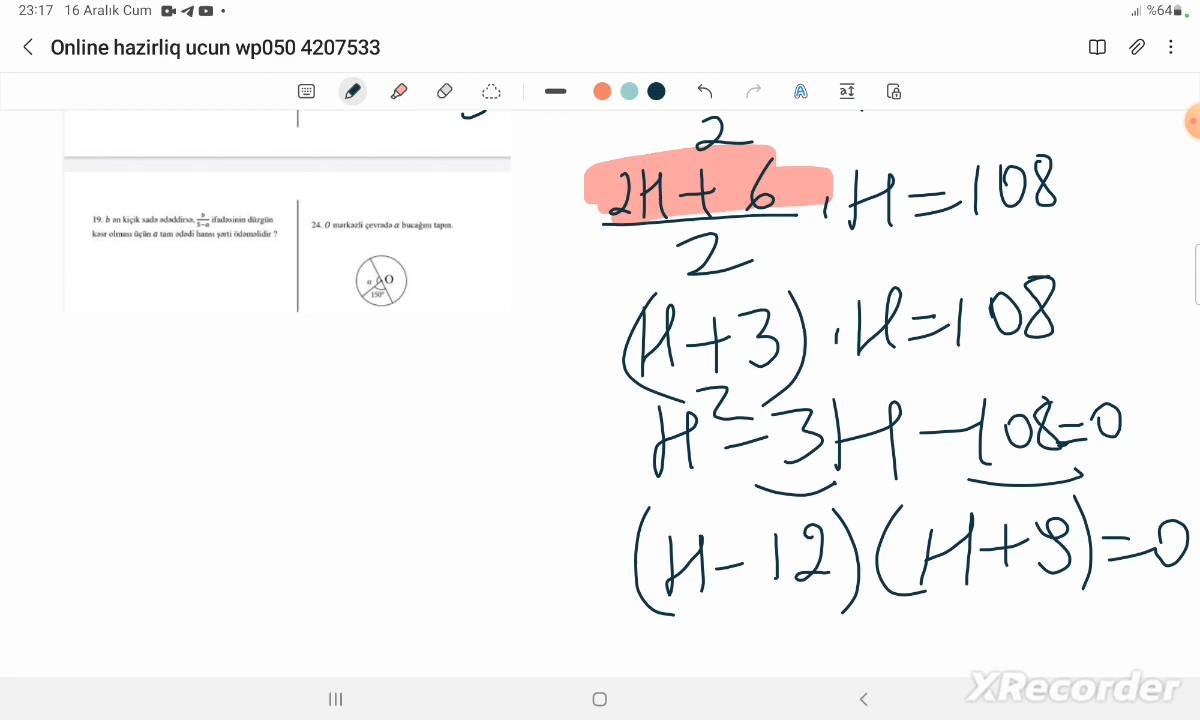 23:17 16 Aralık Cum
%64
Online hazirliq ucun wp050 4207533
19. b ən kiçik sadə ədəddirsə, b/5-a ifadəsinin düzgün
kəsr olması üçün a tam ədədi hansı şərti ödəməlidir ?
24. O mərkəzli çevrədə α bucağını tapın.
α O
150°
2
2H + 6 / 2 . H = 108
(H + 3) . H = 108
H² = 3H - 108 = 0
(H - 12) (H + 9) = 0
XRecorder